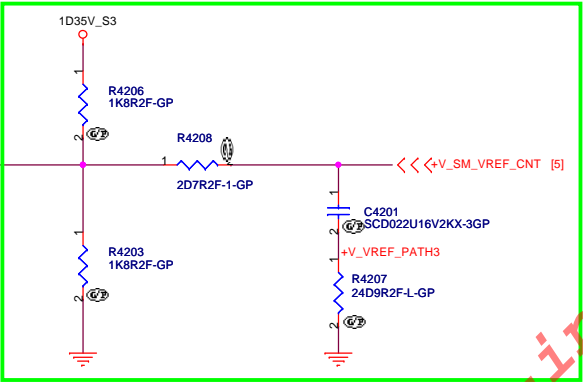 1D35V_S3
1
R4206
1K8R2F-GP
2
G/P
R4208
1
2D7R2F-1-GP
+V_SM_VREF_CNT [5]
1
C4201
SCD022U16V2KX-3GP
2
G/P
1
R4203
1K8R2F-GP
2
G/P
+V_VREF_PATH3
1
R4207
24D9R2F-L-GP
2
G/P